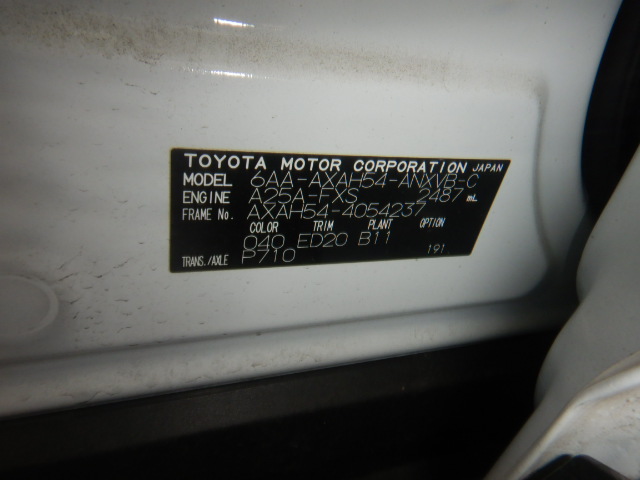 TOYOTA MOTOR CORPORATION JAPAN
MODEL 6AA-AXAH54-ANXVB-C
ENGINE A25A-FXS 2487 mL
FRAME No. AXAH54-4054237
COLOR TRIM PLANT OPTION
040 ED20 B11
TRANS./AXLE P710 191